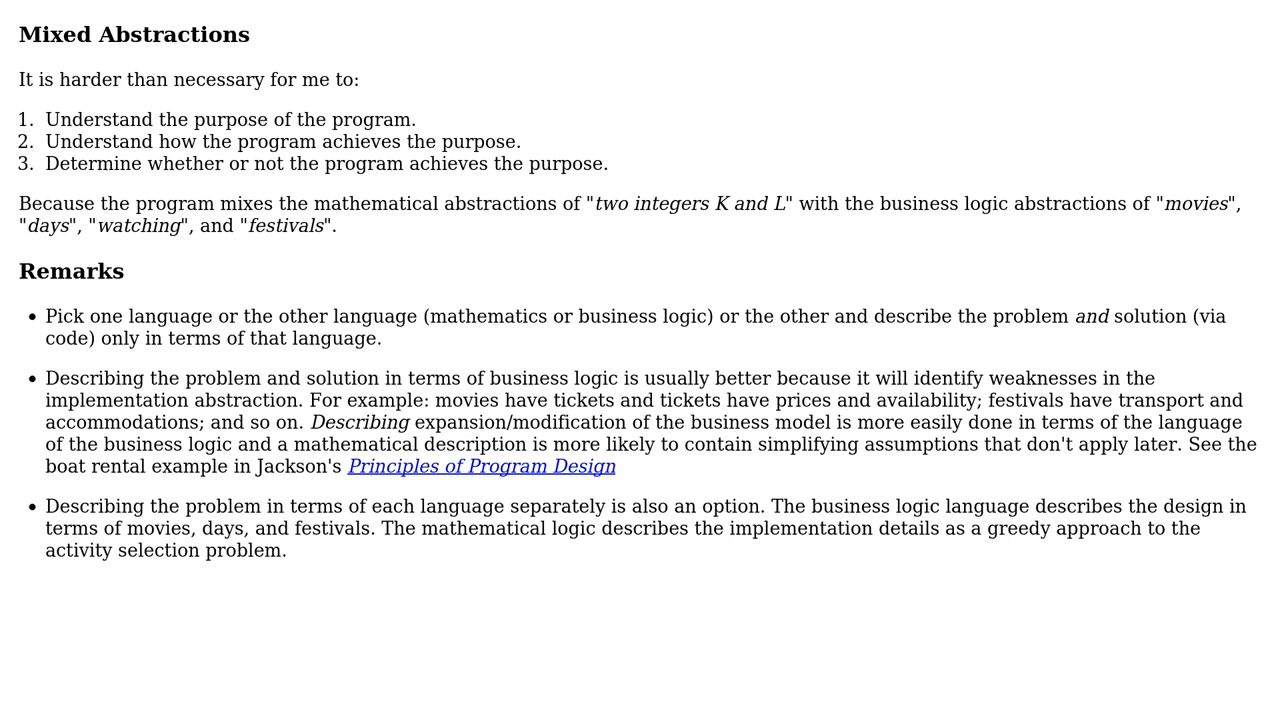 Mixed Abstractions
It is harder than necessary for me to:
1. Understand the purpose of the program.
2. Understand how the program achieves the purpose.
3. Determine whether or not the program achieves the purpose.
Because the program mixes the mathematical abstractions of "two integers K and L" with the business logic abstractions of "movies",
"days", "watching", and "festivals".
Remarks
• Pick one language or the other language (mathematics or business logic) or the other and describe the problem and solution (via
code) only in terms of that language.
• Describing the problem and solution in terms of business logic is usually better because it will identify weaknesses in the
implementation abstraction. For example: movies have tickets and tickets have prices and availability; festivals have transport and
accommodations; and so on. Describing expansion/modification of the business model is more easily done in terms of the language
of the business logic and a mathematical description is more likely to contain simplifying assumptions that don't apply later. See the
boat rental example in Jackson's Principles of Program Design
• Describing the problem in terms of each language separately is also an option. The business logic language describes the design in
terms of movies, days, and festivals. The mathematical logic describes the implementation details as a greedy approach to the
activity selection problem.